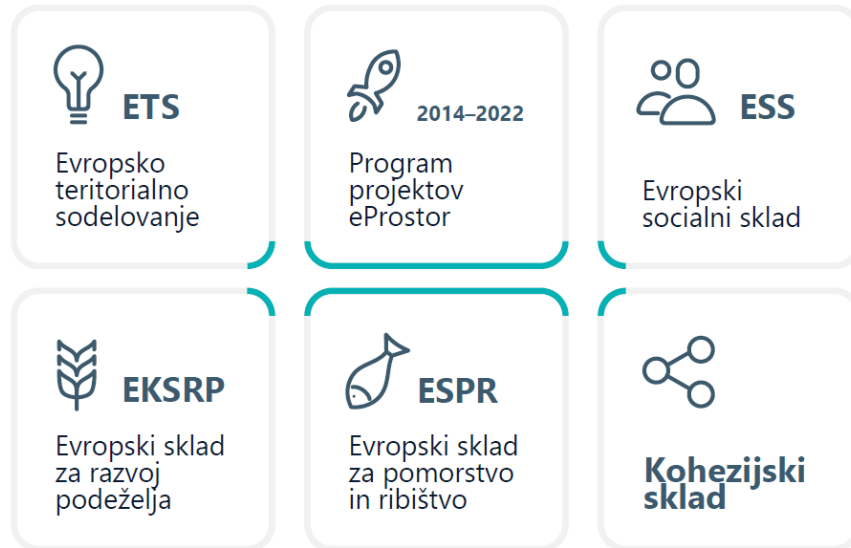 ETS
Evropsko
teritorialno
sodelovanje
2014–2022
Program
projektov
eProstor
ESS
Evropski
socialni sklad
EKSRP
Evropski sklad
za razvoj
podeželja
ESPR
Evropski sklad
za pomorstvo
in ribištvo
Kohezijski
sklad